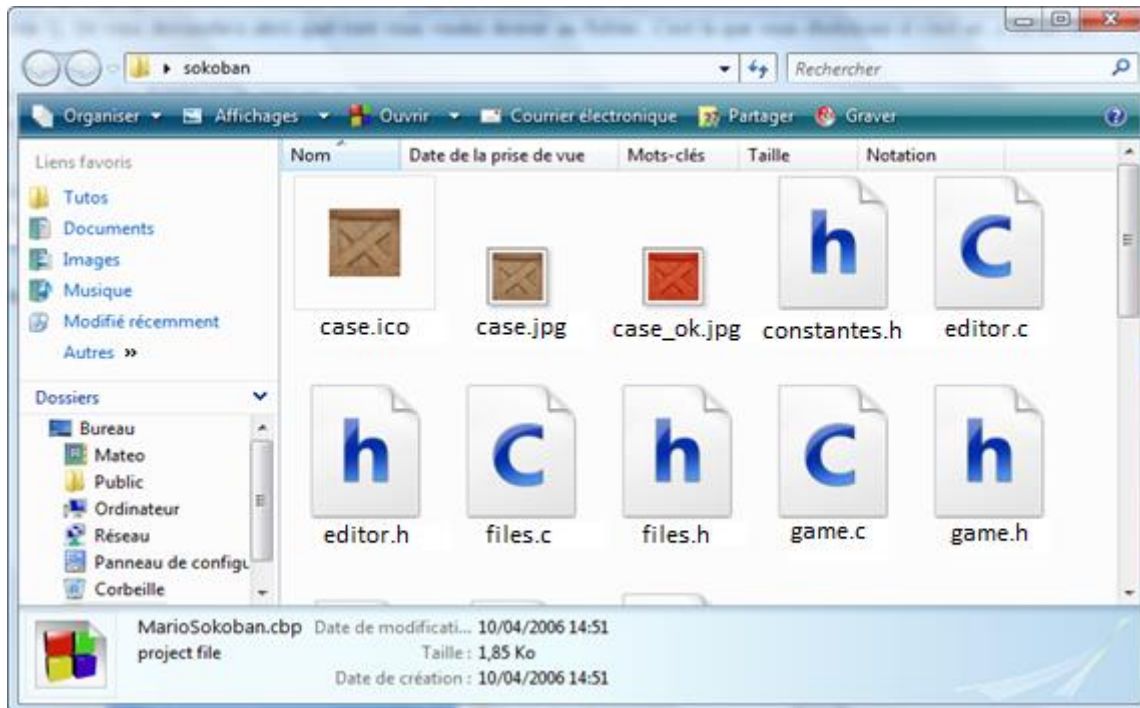 sokoban
Rechercher
Organiser Affichages Ouvrir Courrier électronique Partager Graver
Liens favoris
Tutos
Documents
Images
Musique
Modifié récemment
Autres »
Dossiers
Bureau
Mateo
Public
Ordinateur
Réseau
Panneau de configu
Corbeille
Nom Date de la prise de vue Mots-clés Taille Notation
case.ico case.jpg case_ok.jpg constantes.h editor.c
editor.h files.c files.h game.c game.h
MarioSokoban.cbp Date de modificati... 10/04/2006 14:51
project file Taille : 1,85 Ko
Date de création : 10/04/2006 14:51